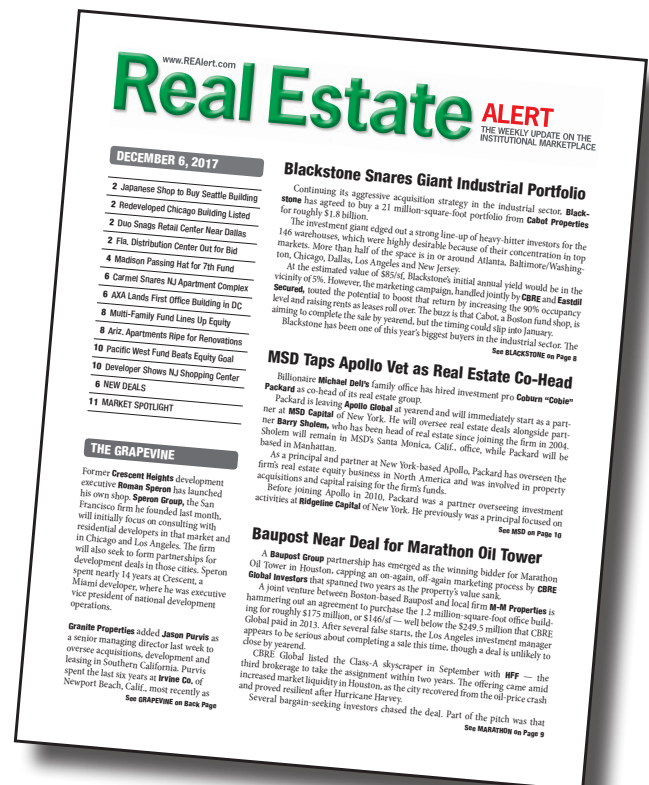 www.REAlert.com
Real Estate
ALERT
THE WEEKLY UPDATE ON THE
INSTITUTIONAL MARKETPLACE
DECEMBER 6, 2017
2 Japanese Shop to Buy Seattle Building
2 Redeveloped Chicago Building Listed
2 Duo Snags Retail Center Near Dallas
2 Fla. Distribution Center Out for Bid
4 Madison Passing Hat for 7th Fund
6 Carmel Snares NJ Apartment Complex
6 AXA Lands First Office Building in DC
8 Multi-Family Fund Lines Up Equity
8 Ariz. Apartments Ripe for Renovations
10 Pacific West Fund Beats Equity Goal
10 Developer Shows NJ Shopping Center
6 NEW DEALS
11 MARKET SPOTLIGHT
THE GRAPEVINE
Former Crescent Heights development
executive Roman Speron has launched
his own shop. Speron Group, the San
Francisco firm he founded last month,
will initially focus on consulting with
residential developers in that market and
in Chicago and Los Angeles. The firm
will also seek to form partnerships for
development deals in those cities. Speron
spent nearly 14 years at Crescent, a
Miami developer, where he was executive
vice president of national development
operations.
Granite Properties added Jason Purvis as
a senior managing director last week to
oversee acquisitions, development and
leasing in Southern California. Purvis
spent the last six years at Irvine Co. of
Newport Beach, Calif., most recently as
See GRAPEVINE on Back Page
Blackstone Snares Giant Industrial Portfolio
Continuing its aggressive acquisition strategy in the industrial sector, Black-
stone has agreed to buy a 21 million-square-foot portfolio from Cabot Properties
for roughly $1.8 billion.
The investment giant edged out a strong line-up of heavy-hitter investors for the
146 warehouses, which were highly desirable because of their concentration in top
markets. More than half of the space is in or around Atlanta, Baltimore/Washing-
ton, Chicago, Dallas, Los Angeles and New Jersey.
At the estimated value of $85/sf, Blackstone's initial annual yield would be in the
vicinity of 5%. However, the marketing campaign, handled jointly by CBRE and Eastdil
Secured, touted the potential to boost that return by increasing the 90% occupancy
level and raising rents as leases roll over. The buzz is that Cabot, a Boston fund shop, is
aiming to complete the sale by yearend, but the timing could slip into January.
Blackstone has been one of this year's biggest buyers in the industrial sector. The
See BLACKSTONE on Page 8
MSD Taps Apollo Vet as Real Estate Co-Head
Billionaire Michael Dell's family office has hired investment pro Coburn "Cobie"
Packard as co-head of its real estate group.
Packard is leaving Apollo Global at yearend and will immediately start as a part-
ner at MSD Capital of New York. He will oversee real estate deals alongside part-
ner Barry Sholem, who has been head of real estate since joining the firm in 2004.
Sholem will remain in MSD's Santa Monica, Calif., office, while Packard will be
based in Manhattan.
As a principal and partner at New York-based Apollo, Packard has overseen the
firm's real estate equity business in North America and was involved in property
acquisitions and capital raising for the firm's funds.
Before joining Apollo in 2010, Packard was a partner overseeing investment
activities at Ridgeline Capital of New York. He previously was a principal focused on
See MSD on Page 10
Baupost Near Deal for Marathon Oil Tower
A Baupost Group partnership has emerged as the winning bidder for Marathon
Oil Tower in Houston, capping an on-again, off-again marketing process by CBRE
Global Investors that spanned two years as the property's value sank.
A joint venture between Boston-based Baupost and local firm M-M Properties is
hammering out an agreement to purchase the 1.2 million-square-foot office build-
ing for roughly $175 million, or $146/sf — well below the $249.5 million that CBRE
Global paid in 2013. After several false starts, the Los Angeles investment manager
appears to be serious about completing a sale this time, though a deal is unlikely to
close by yearend.
CBRE Global listed the Class-A skyscraper in September with HFF — the
third brokerage to take the assignment within two years. The offering came amid
increased market liquidity in Houston, as the city recovered from the oil-price crash
and proved resilient after Hurricane Harvey.
Several bargain-seeking investors chased the deal. Part of the pitch was that
See MARATHON on Page 9